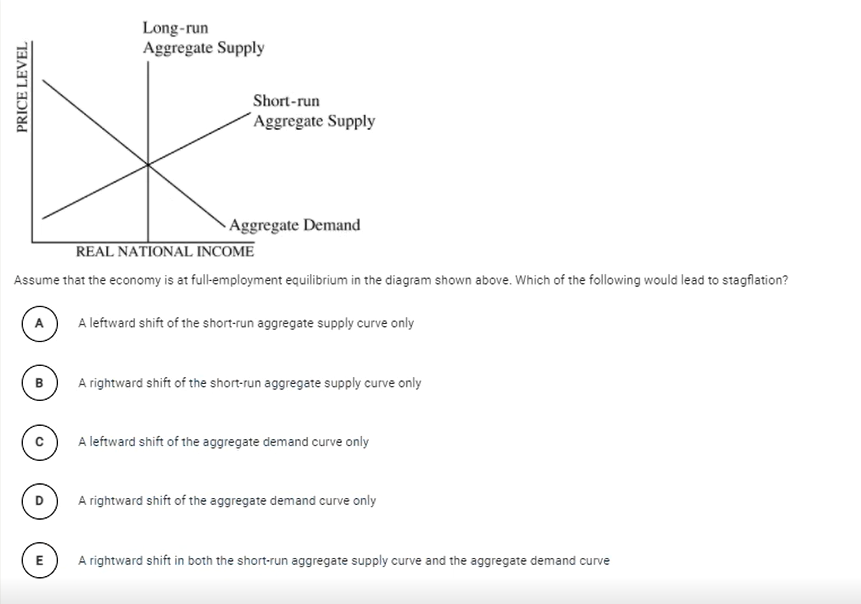 Long-run
Aggregate Supply
PRICE LEVEL
Short-run
Aggregate Supply
Aggregate Demand
REAL NATIONAL INCOME
Assume that the economy is at full-employment equilibrium in the diagram shown above. Which of the following would lead to stagflation?
A A leftward shift of the short-run aggregate supply curve only
B A rightward shift of the short-run aggregate supply curve only
C A leftward shift of the aggregate demand curve only
D A rightward shift of the aggregate demand curve only
E A rightward shift in both the short-run aggregate supply curve and the aggregate demand curve